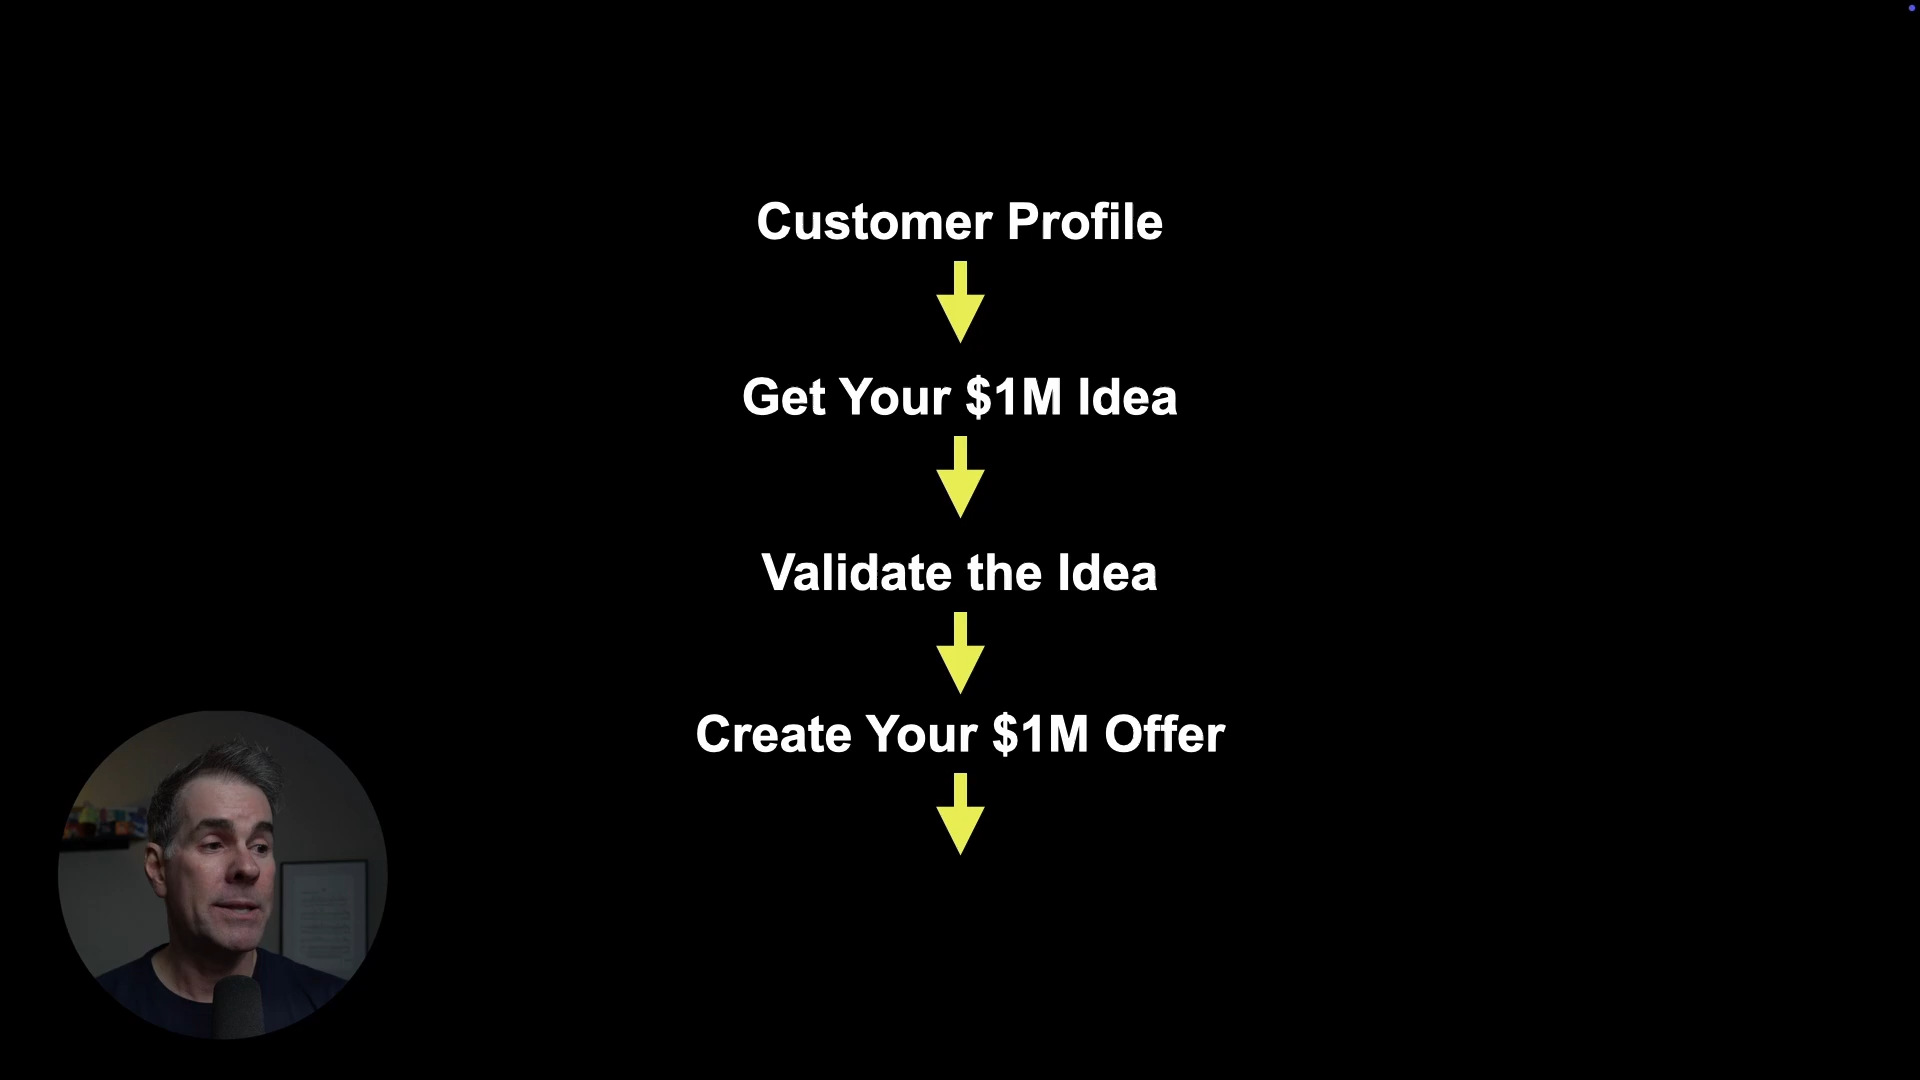 Customer Profile
Get Your $1M Idea
Validate the Idea
Create Your $1M Offer